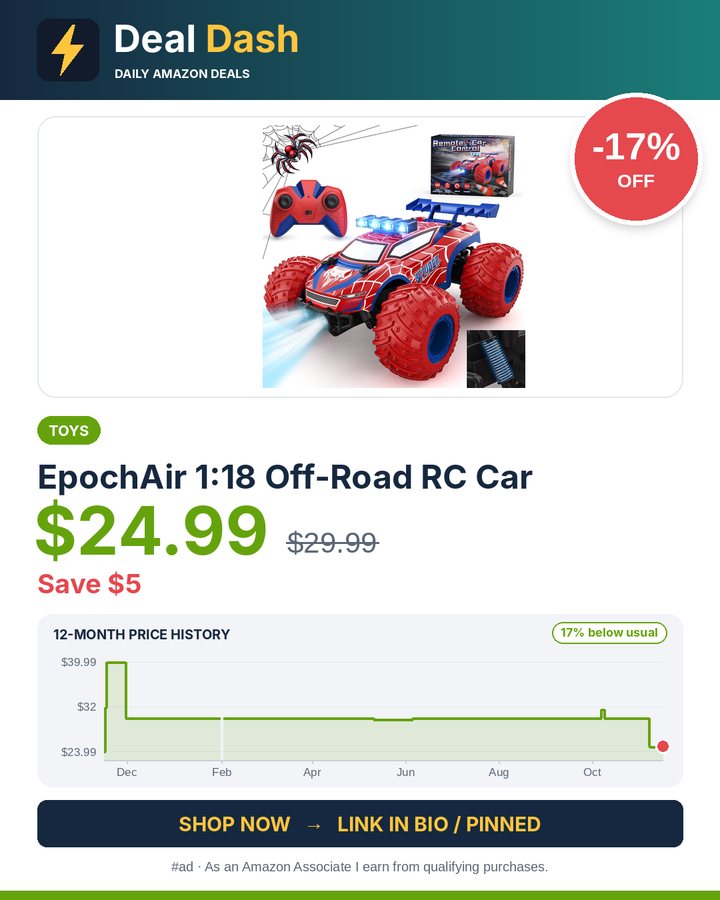 Deal Dash
DAILY AMAZON DEALS
-17%
OFF
Remote Car
Control
TOYS
EpochAir 1:18 Off-Road RC Car
$24.99 $29.99
Save $5
12-MONTH PRICE HISTORY
17% below usual
$39.99
$32
$23.99
Dec Feb Apr Jun Aug Oct
SHOP NOW → LINK IN BIO / PINNED
#ad · As an Amazon Associate I earn from qualifying purchases.